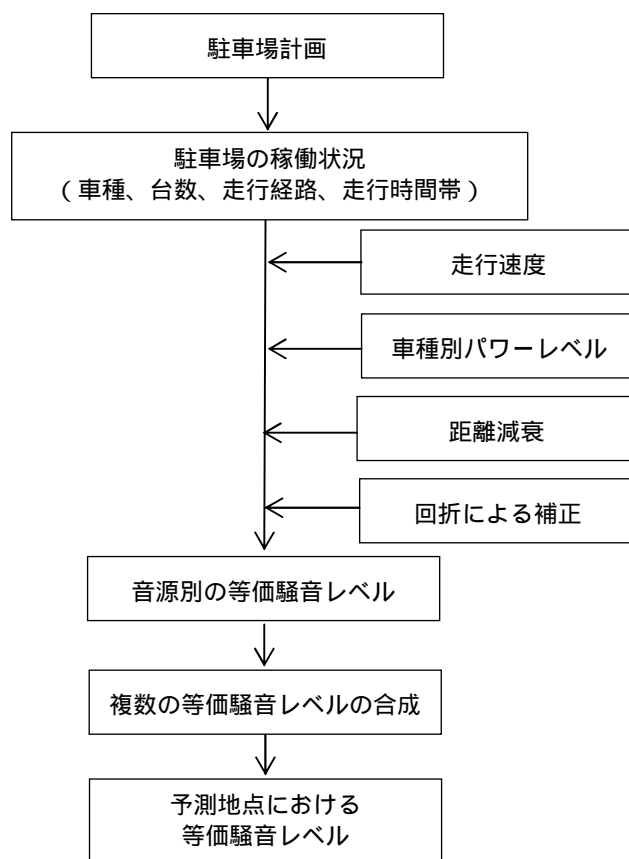 駐車場計画
駐車場の稼働状況
（車種、台数、走行経路、走行時間帯）
走行速度
車種別パワーレベル
距離減衰
回折による補正
音源別の等価騒音レベル
複数の等価騒音レベルの合成
予測地点における
等価騒音レベル